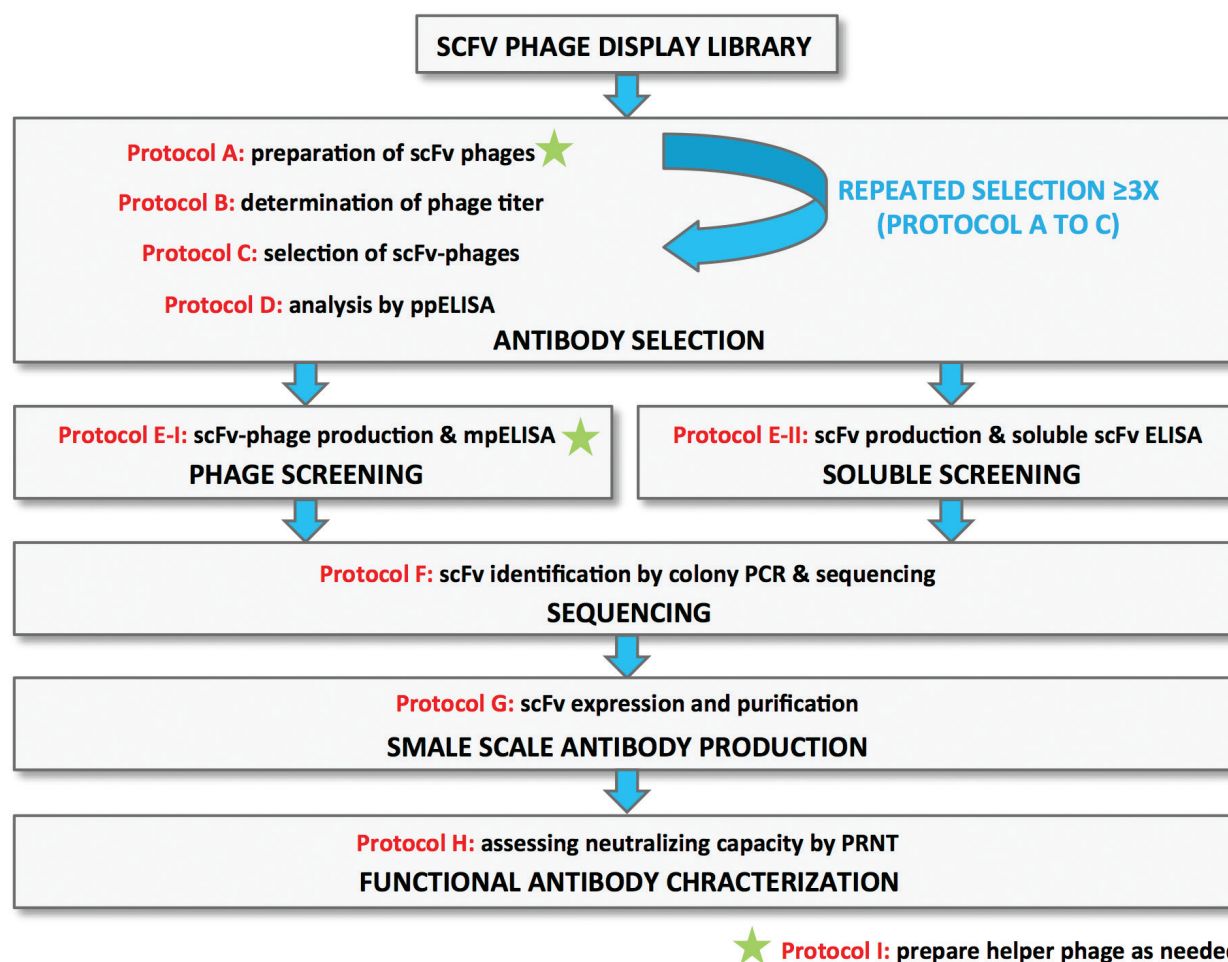 SCFV PHAGE DISPLAY LIBRARY
Protocol A: preparation of scFv phages
Protocol B: determination of phage titer
Protocol C: selection of scFv-phages
Protocol D: analysis by ppELISA
REPEATED SELECTION ≥3X
(PROTOCOL A TO C)
ANTIBODY SELECTION
Protocol E-I: scFv-phage production & mpELISA
PHAGE SCREENING
Protocol E-II: scFv production & soluble scFv ELISA
SOLUBLE SCREENING
Protocol F: scFv identification by colony PCR & sequencing
SEQUENCING
Protocol G: scFv expression and purification
SMALE SCALE ANTIBODY PRODUCTION
Protocol H: assessing neutralizing capacity by PRNT
FUNCTIONAL ANTIBODY CHRACTERIZATION
Protocol I: prepare helper phage as needed